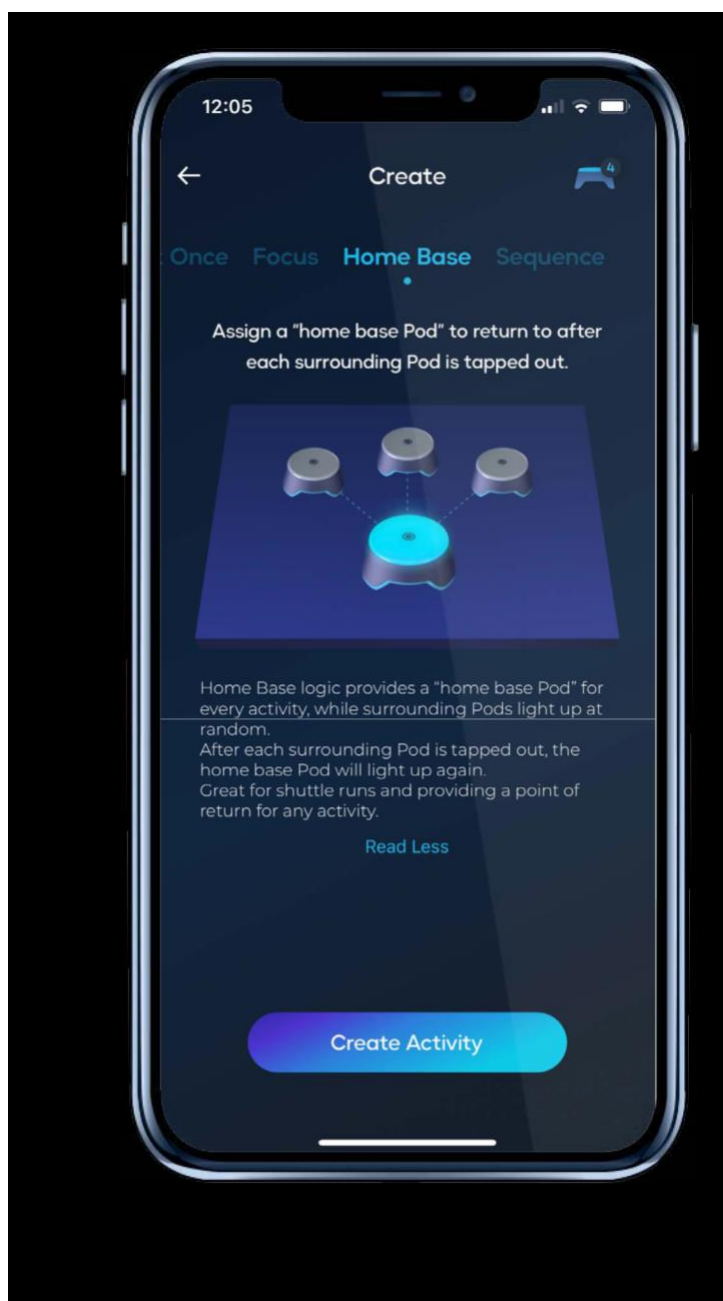 12:05
Create
4
Once Focus Home Base Sequence
Assign a "home base Pod" to return to after
each surrounding Pod is tapped out.
Home Base logic provides a "home base Pod" for
every activity, while surrounding Pods light up at
random.
After each surrounding Pod is tapped out, the
home base Pod will light up again.
Great for shuttle runs and providing a point of
return for any activity.
Read Less
Create Activity